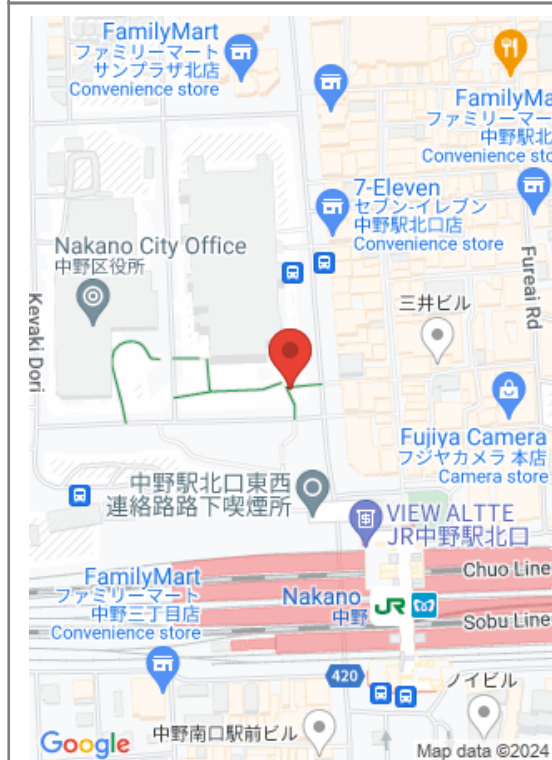 FamilyMart
ファミリーマート
サンプラザ北店
Convenience store
FamilyMa
ファミリーマー
中野駅北
Convenience sto
7-Eleven
セブン-イレブン
中野駅北口店
Convenience store
Nakano City Office
中野区役所
Kevaki Dori
Fureai Rd
三井ビル
Fujiya Camera
フジヤカメラ 本店
Camera store
中野駅北口東西
連絡路路下喫煙所
VIEW ALTTE
JR中野駅北口
Chuo Line
FamilyMart
ファミリーマート
中野三丁目店
Convenience store
Nakano
中野
JR
Sobu Line
420
ノイビル
中野南口駅前ビル
Google
Map data ©2024